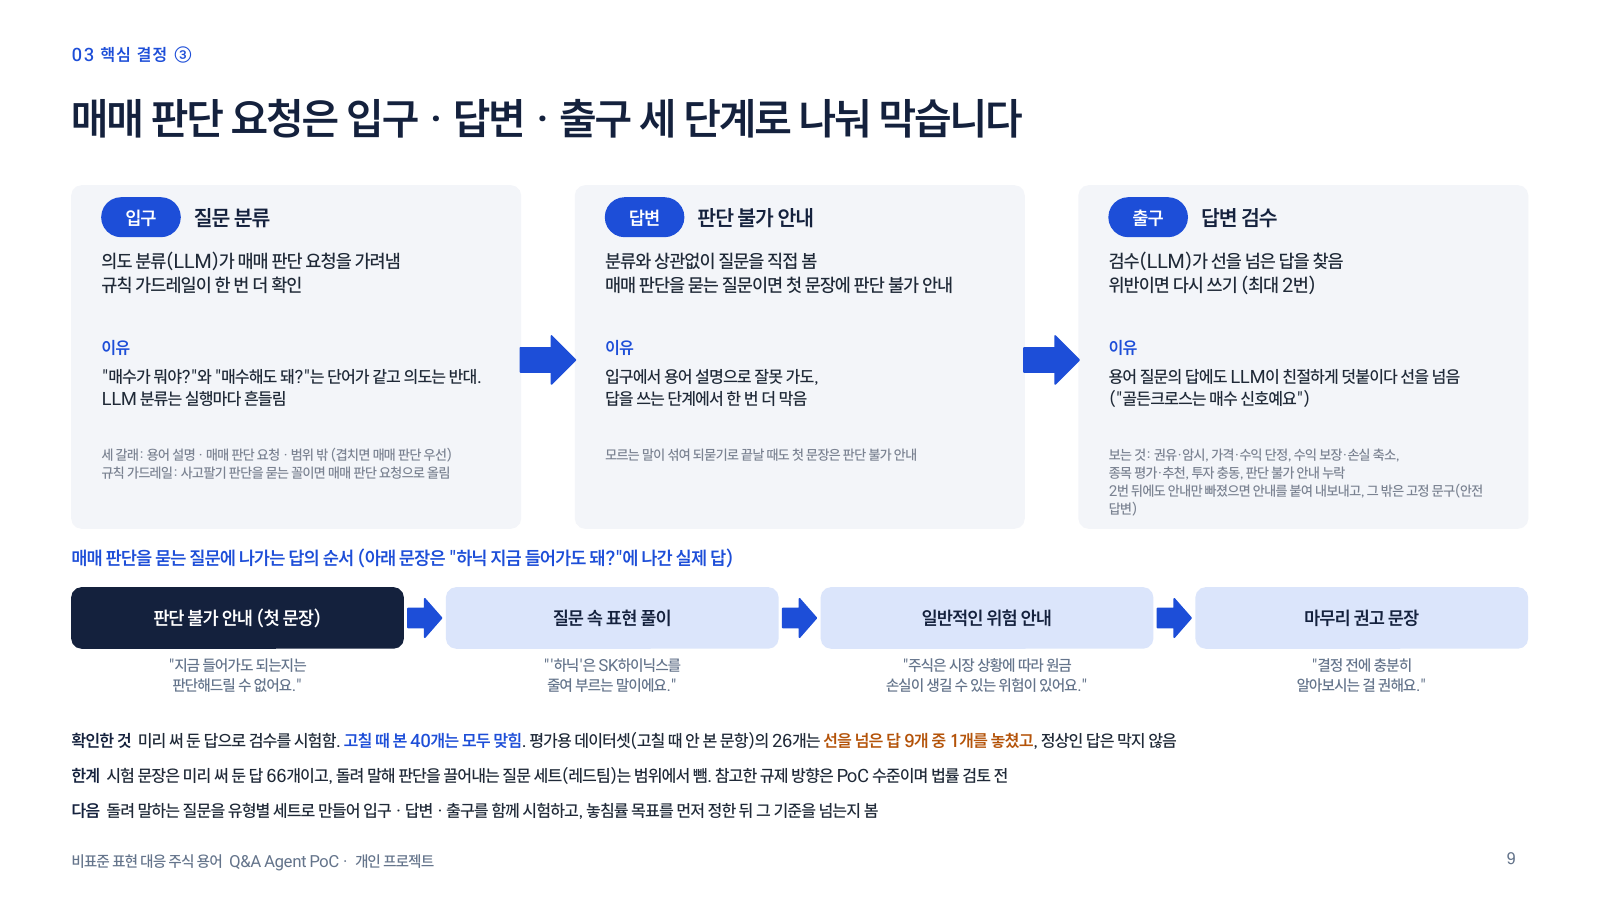 03 핵심 결정 ③
매매 판단 요청은 입구 · 답변 · 출구 세 단계로 나눠 막습니다
입구 질문 분류
의도 분류(LLM)가 매매 판단 요청을 가려냄
규칙 가드레일이 한 번 더 확인
이유
"매수가 뭐야?"와 "매수해도 돼?"는 단어가 같고 의도는 반대.
LLM 분류는 실행마다 흔들림
세 갈래: 용어 설명 · 매매 판단 요청 · 범위 밖 (겹치면 매매 판단 우선)
규칙 가드레일: 사고팔기 판단을 묻는 꼴이면 매매 판단 요청으로 올림
답변 판단 불가 안내
분류와 상관없이 질문을 직접 봄
매매 판단을 묻는 질문이면 첫 문장에 판단 불가 안내
이유
입구에서 용어 설명으로 잘못 가도,
답을 쓰는 단계에서 한 번 더 막음
모르는 말이 섞여 되묻기로 끝날 때도 첫 문장은 판단 불가 안내
출구 답변 검수
검수(LLM)가 선을 넘은 답을 찾음
위반이면 다시 쓰기 (최대 2번)
이유
용어 질문의 답에도 LLM이 친절하게 덧붙이다 선을 넘음
("골든크로스는 매수 신호예요")
보는 것: 권유·암시, 가격·수익 단정, 수익 보장·손실 축소,
종목 평가·추천, 투자 충동, 판단 불가 안내 누락
2번 뒤에도 안내만 빠졌으면 안내를 붙여 내보내고, 그 밖은 고정 문구(안전
답변)
매매 판단을 묻는 질문에 나가는 답의 순서 (아래 문장은 "하닉 지금 들어가도 돼?"에 나간 실제 답)
판단 불가 안내 (첫 문장)
"지금 들어가도 되는지는
판단해드릴 수 없어요."
질문 속 표현 풀이
"'하닉'은 SK하이닉스를
줄여 부르는 말이에요."
일반적인 위험 안내
"주식은 시장 상황에 따라 원금
손실이 생길 수 있는 위험이 있어요."
마무리 권고 문장
"결정 전에 충분히
알아보시는 걸 권해요."
확인한 것 미리 써 둔 답으로 검수를 시험함. 고칠 때 본 40개는 모두 맞힘. 평가용 데이터셋(고칠 때 안 본 문항)의 26개는 선을 넘은 답 9개 중 1개를 놓쳤고, 정상인 답은 막지 않음
한계 시험 문장은 미리 써 둔 답 66개이고, 돌려 말해 판단을 끌어내는 질문 세트(레드팀)는 범위에서 뺌. 참고한 규제 방향은 PoC 수준이며 법률 검토 전
다음 돌려 말하는 질문을 유형별 세트로 만들어 입구 · 답변 · 출구를 함께 시험하고, 놓침률 목표를 먼저 정한 뒤 그 기준을 넘는지 봄
비표준 표현 대응 주식 용어 Q&A Agent PoC · 개인 프로젝트
9